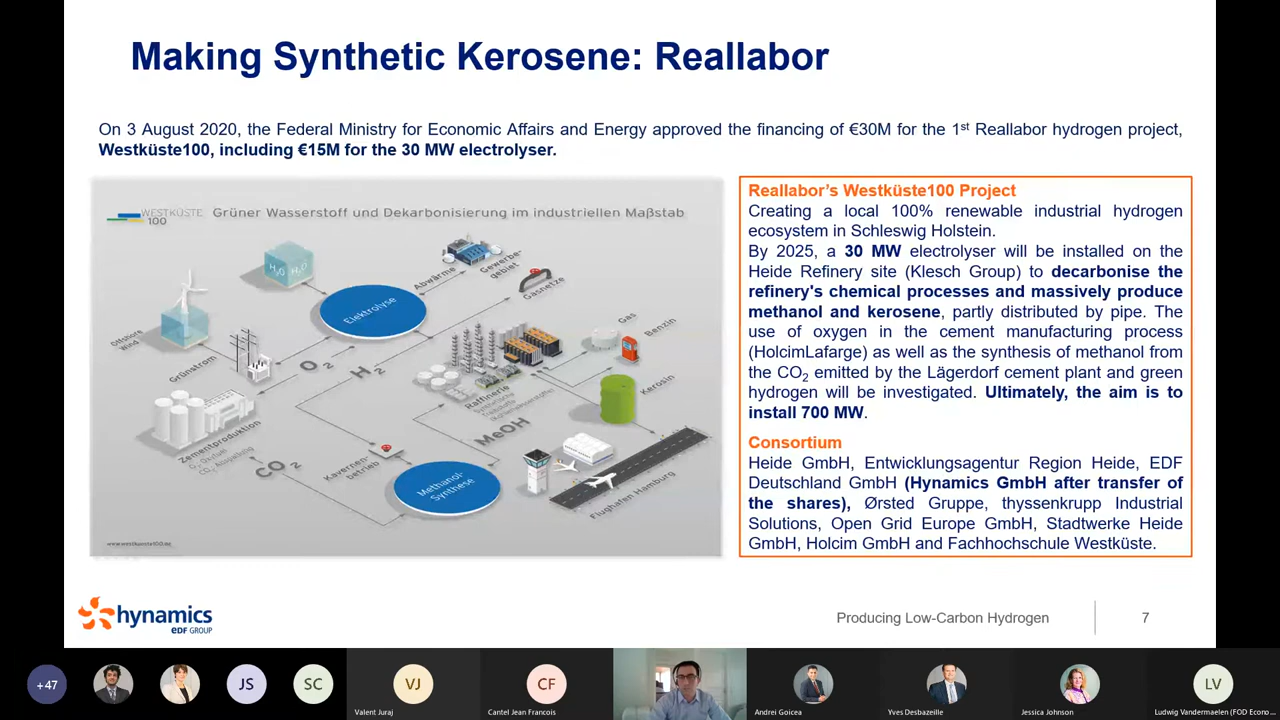 Making Synthetic Kerosene: Reallabor
On 3 August 2020, the Federal Ministry for Economic Affairs and Energy approved the financing of €30M for the 1st Reallabor hydrogen project,
Westküste100, including €15M for the 30 MW electrolyser.
WESTKÜSTE
100
Grüner Wasserstoff und Dekarbonisierung im industriellen Maßstab
H₂O H₂O
Elektrolyse
Abwärme
Gewerbe-
gebiet
Gasnetze
Offshore
Wind
Grünstrom
O₂
H₂
Raffinerie
Synthetische
Gas
Benzin
Kerosin
Zementproduktion
CO₂
Kavernen-
betrieb
MeOH
Methanol-
Synthese
Flughafen Hamburg
www.westkueste100.de
Reallabor's Westküste100 Project
Creating a local 100% renewable industrial hydrogen
ecosystem in Schleswig Holstein.
By 2025, a 30 MW electrolyser will be installed on the
Heide Refinery site (Klesch Group) to decarbonise the
refinery's chemical processes and massively produce
methanol and kerosene, partly distributed by pipe. The
use of oxygen in the cement manufacturing process
(HolcimLafarge) as well as the synthesis of methanol from
the CO₂ emitted by the Lägerdorf cement plant and green
hydrogen will be investigated. Ultimately, the aim is to
install 700 MW.
Consortium
Heide GmbH, Entwicklungsagentur Region Heide, EDF
Deutschland GmbH (Hynamics GmbH after transfer of
the shares), Ørsted Gruppe, thyssenkrupp Industrial
Solutions, Open Grid Europe GmbH, Stadtwerke Heide
GmbH, Holcim GmbH and Fachhochschule Westküste.
hynamics
EDF GROUP
Producing Low-Carbon Hydrogen
7
+47
JS
SC
VJ
CF
LV
Valent Juraj
Cantel Jean Francois
Andrei Goicea
Yves Desbazeille
Jessica Johnson
Ludwig Vandermaelen (FOD Econo...